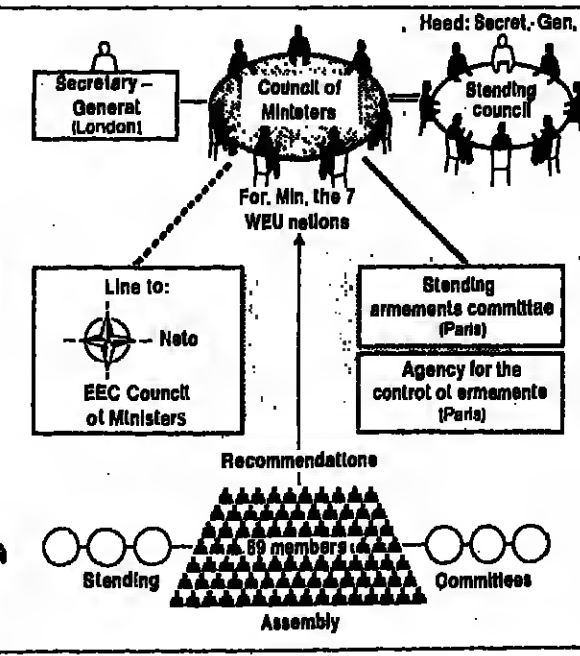 Head: Secret.-Gen.
Secretary –
General
(London)
Council of
Ministers
Standing
council
For. Min. the 7
WEU nations
Line to:
Nato
EEC Council
of Ministers
Standing
armements committee
(Paris)
Agency for the
control of armements
(Paris)
Recommendations
89 members
Standing
Committees
Assembly